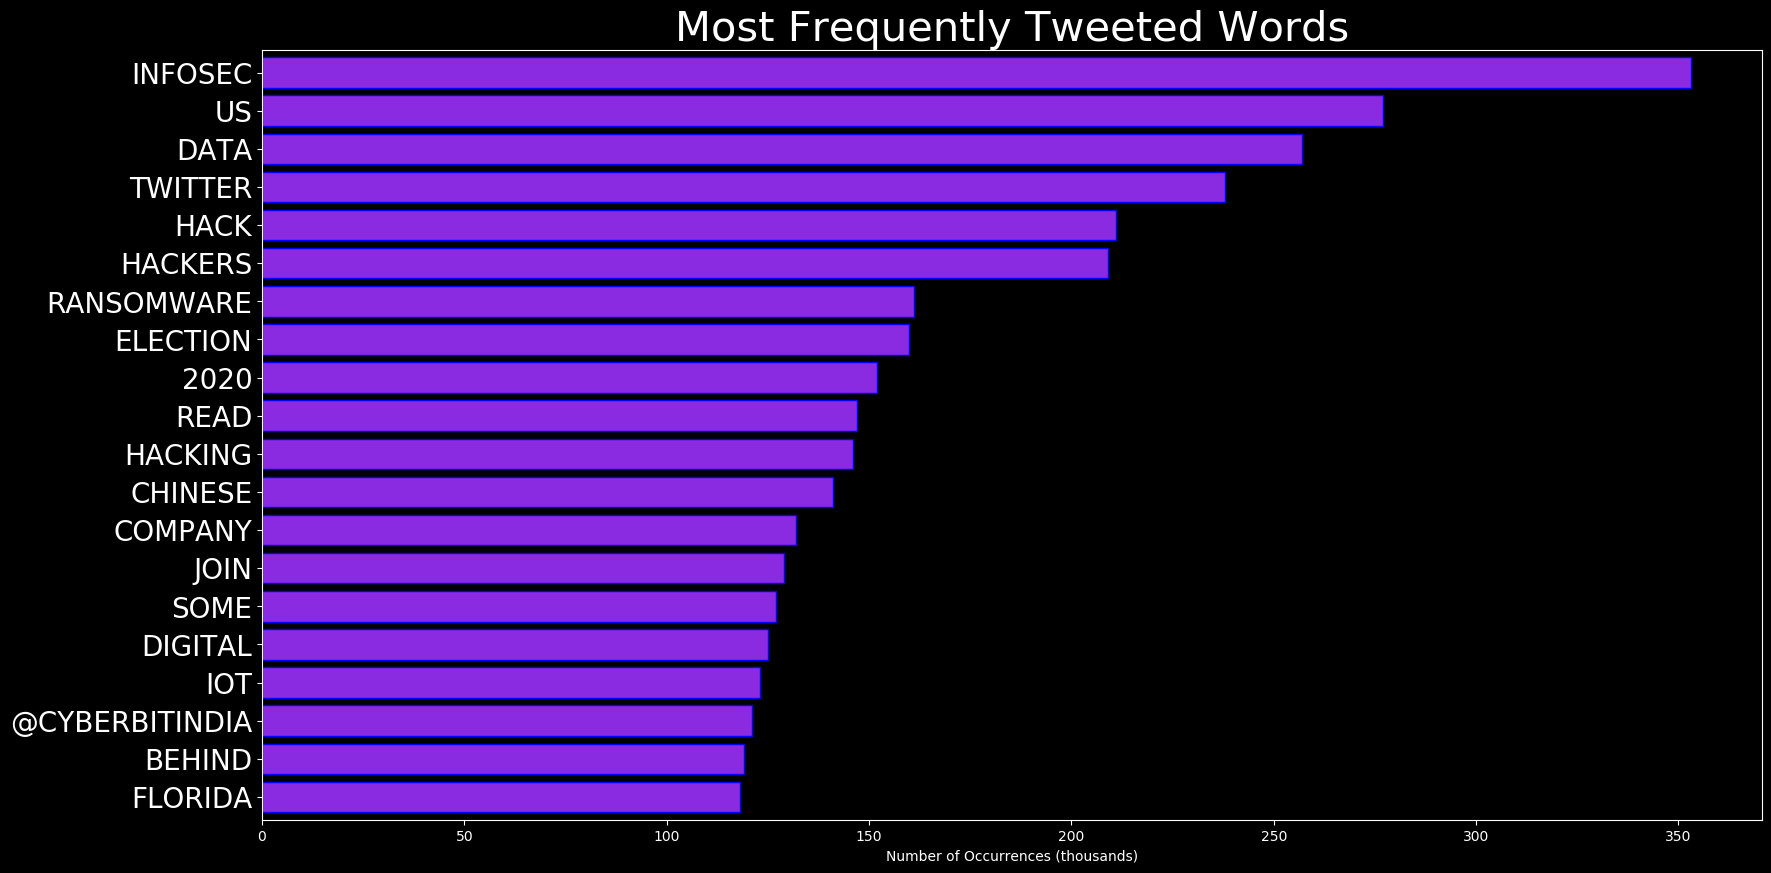 Most Frequently Tweeted Words
INFOSEC
US
DATA
TWITTER
HACK
HACKERS
RANSOMWARE
ELECTION
2020
READ
HACKING
CHINESE
COMPANY
JOIN
SOME
DIGITAL
IOT
@CYBERBITINDIA
BEHIND
FLORIDA
0 50 100 150 200 250 300 350
Number of Occurrences (thousands)